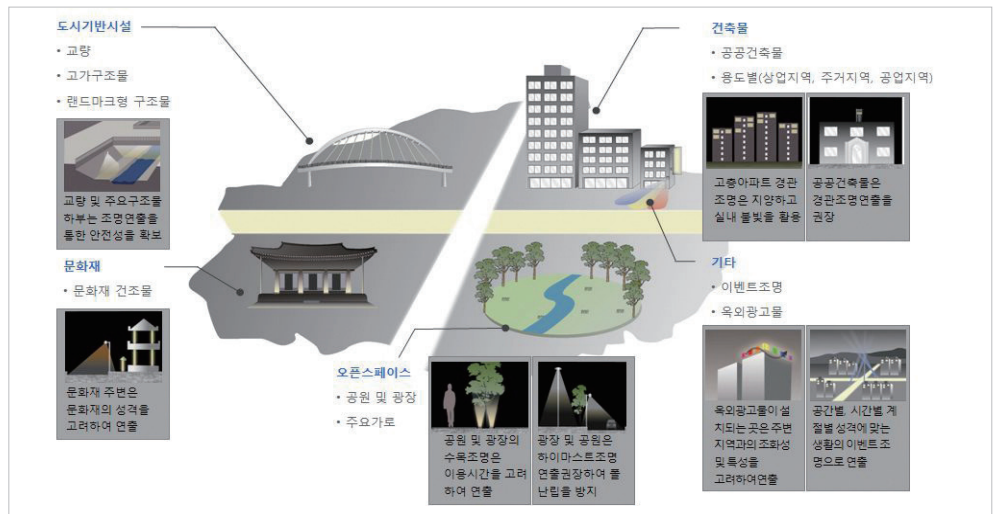 도시기반시설
• 교량
• 고가구조물
• 랜드마크형 구조물
교량 및 주요구조물
하부는 조명연출을
통한 안전성을 확보
문화재
• 문화재 건조물
문화재 주변은
문화재의 성격을
고려하여 연출
오픈스페이스
• 공원 및 광장
• 주요가로
공원 및 광장의
수목조명은
이용시간을 고려
하여 연출
광장 및 공원은
하이마스트조명
연출권장하여 폴
난립을 방지
건축물
• 공공건축물
• 용도별(상업지역, 주거지역, 공업지역)
고층아파트 경관
조명은 지양하고
실내 불빛을 활용
공공건축물은
경관조명연출을
권장
기타
• 이벤트조명
• 옥외광고물
옥외광고물이 설
치되는 곳은 주변
지역과의 조화성
및 특성을
고려하여연출
공간별, 시간별, 계
절별 성격에 맞는
생활의 이벤트 조
명으로 연출